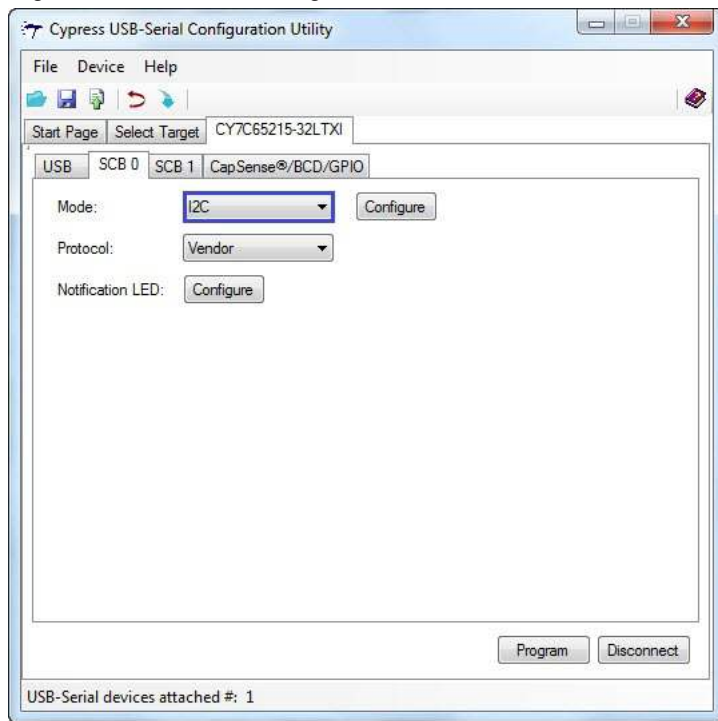 Cypress USB-Serial Configuration Utility
File Device Help
Start Page Select Target CY7C65215-32LTXI
USB SCB 0 SCB 1 CapSense®/BCD/GPIO
Mode: I2C Configure
Protocol: Vendor
Notification LED: Configure
Program Disconnect
USB-Serial devices attached #: 1